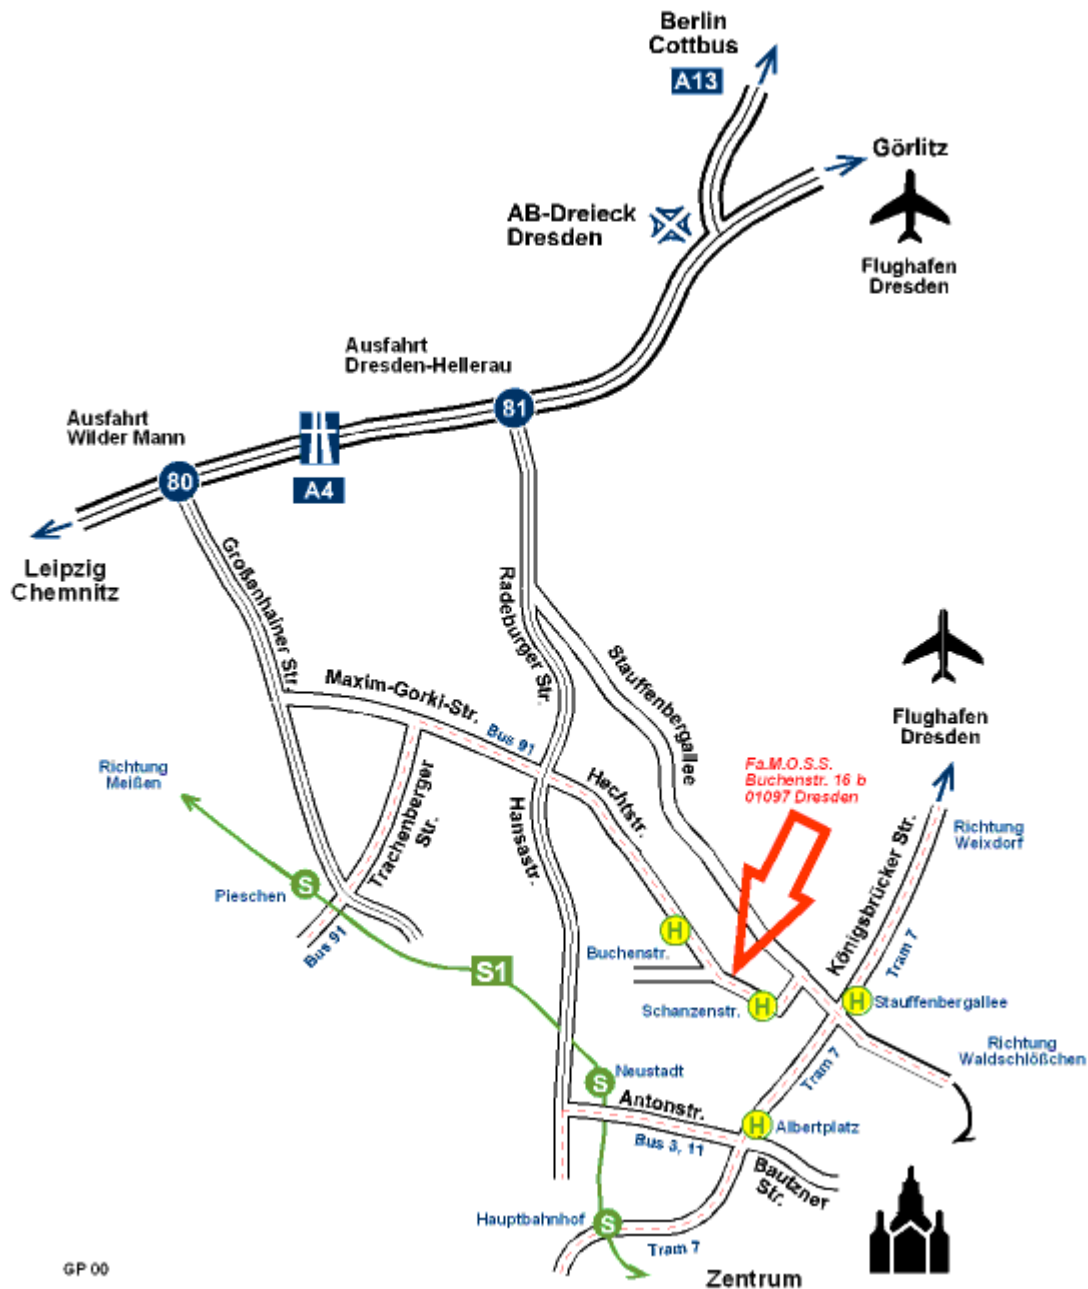 Berlin
Cottbus
A13
Görlitz
AB-Dreieck
Dresden
Flughafen
Dresden
Ausfahrt
Dresden-Hellerau
81
Ausfahrt
Wilder Mann
80
A4
Leipzig
Chemnitz
Großenhainer Str.
Radeburger Str.
Stauffenbergallee
Maxim-Gorki-Str.
Bus 91
Flughafen
Dresden
Richtung
Meißen
Trachenberger
Str.
Hansastr.
Hechtstr.
Fa.M.O.S.S.
Buchenstr. 16 b
01097 Dresden
Königsbrücker Str.
Richtung
Weixdorf
Tram 7
S
Pieschen
Bus 91
H
Buchenstr.
S1
Schanzenstr.
H
H
Stauffenbergallee
Richtung
Waldschlößchen
Tram 7
S
Neustadt
Antonstr.
Bus 3, 11
H
Albertplatz
Bautzner
Str.
Hauptbahnhof
S
Tram 7
Zentrum
GP 00